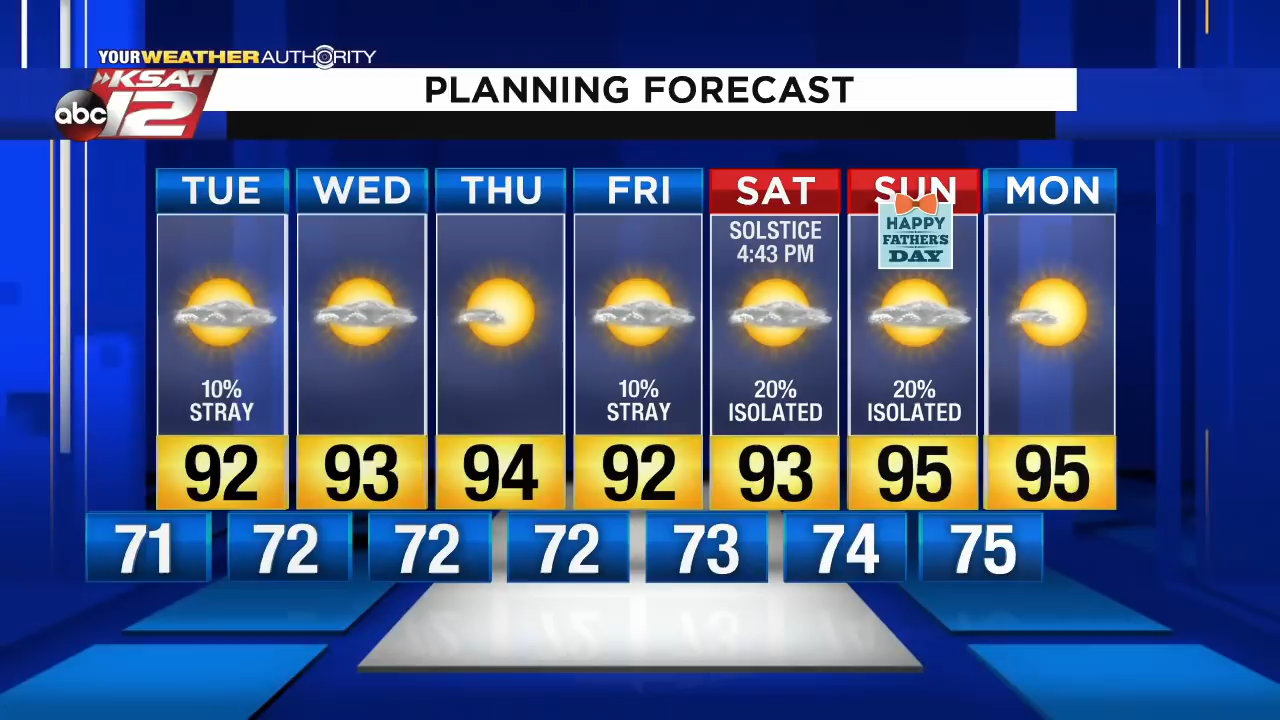 YOURWEATHERAUTHORITY
KSAT
abc 12
PLANNING FORECAST
TUE WED THU FRI SAT SUN MON
SOLSTICE
4:43 PM
HAPPY
FATHER'S
DAY
10% 10% 20% 20%
STRAY STRAY ISOLATED ISOLATED
92 93 94 92 93 95 95
71 72 72 72 73 74 75